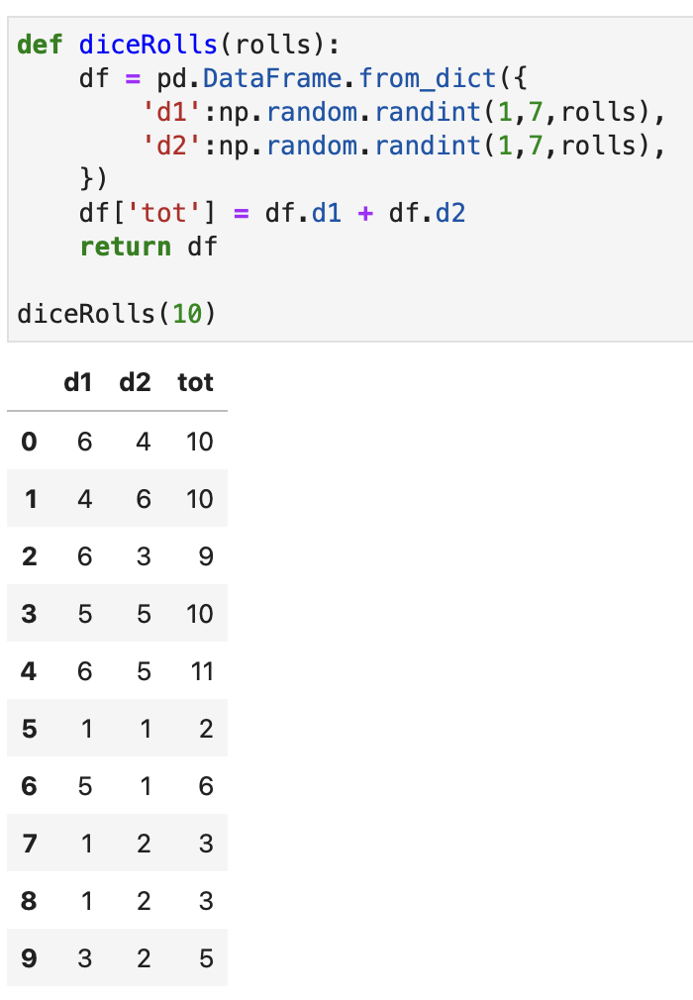 def diceRolls(rolls):
    df = pd.DataFrame.from_dict({
        'd1':np.random.randint(1,7,rolls),
        'd2':np.random.randint(1,7,rolls),
    })
    df['tot'] = df.d1 + df.d2
    return df

diceRolls(10)
d1 d2 tot
0 6 4 10
1 4 6 10
2 6 3 9
3 5 5 10
4 6 5 11
5 1 1 2
6 5 1 6
7 1 2 3
8 1 2 3
9 3 2 5